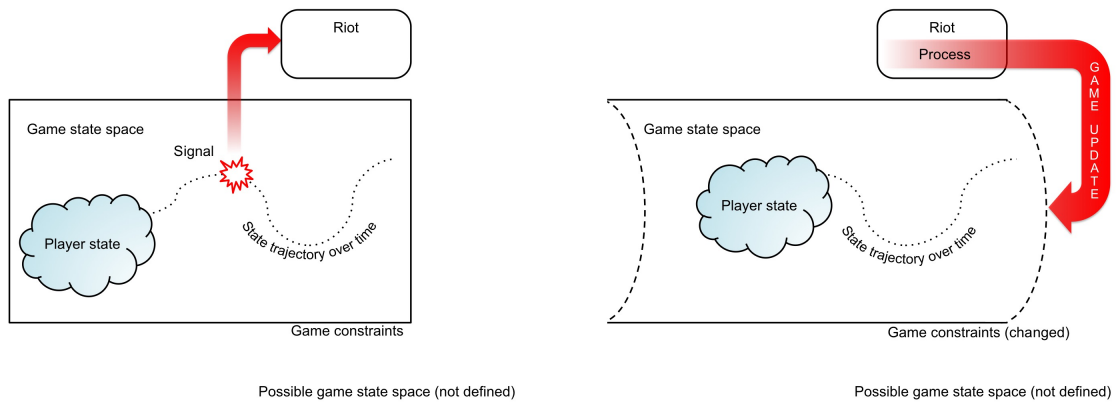 Riot
Game state space
Signal
Player state
State trajectory over time
Game constraints
Possible game state space (not defined)
Riot
Process
GAME UPDATE
Game state space
Player state
State trajectory over time
Game constraints (changed)
Possible game state space (not defined)